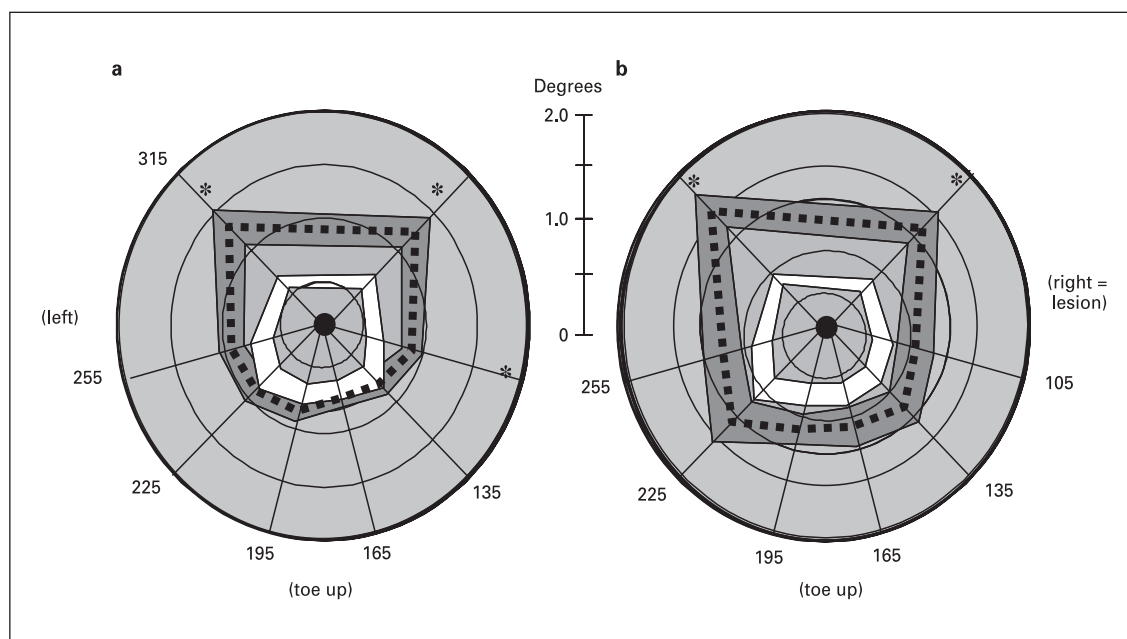 a
Degrees
b
2.0
315
*
*
*
*
1.0
(left)
(right =
lesion)
0
255
*
255
105
225
135
225
135
195
165
195
165
(toe up)
(toe up)